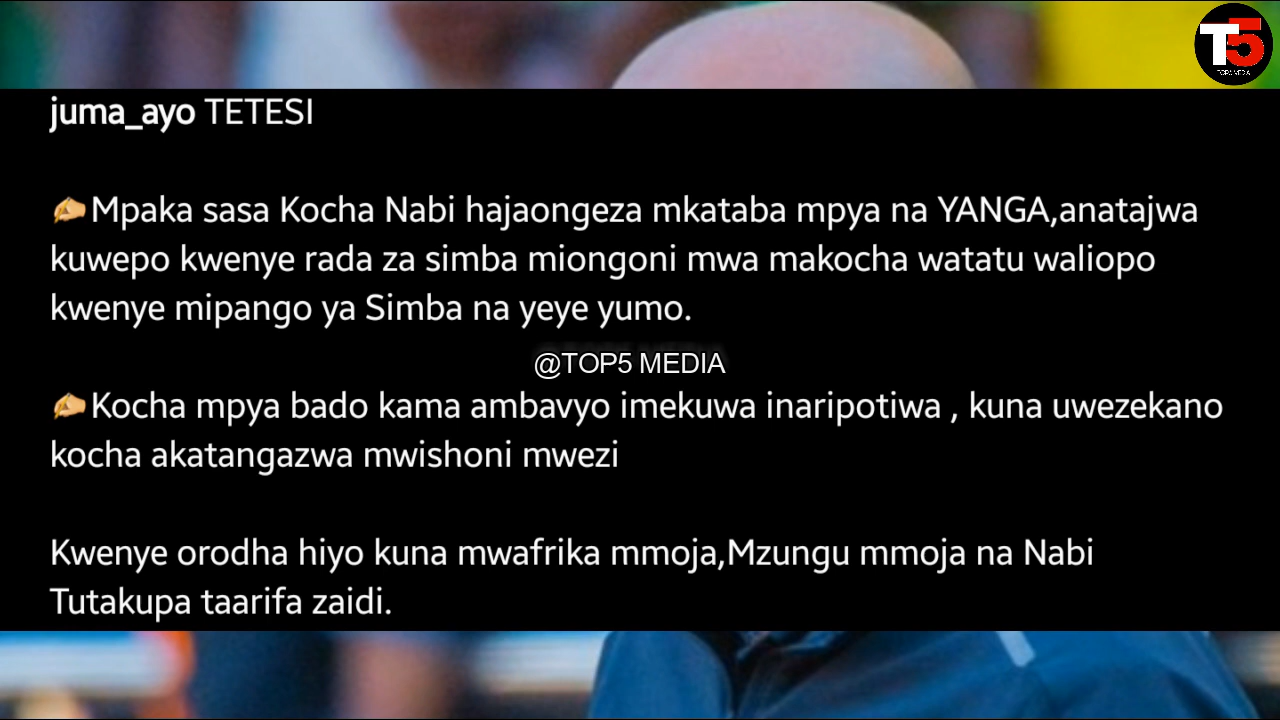 T5
TOP5 MEDIA
juma_ayo TETESI
✍Mpaka sasa Kocha Nabi hajaongeza mkataba mpya na YANGA,anatajwa
kuwepo kwenye rada za simba miongoni mwa makocha watatu waliopo
kwenye mipango ya Simba na yeye yumo.
@TOP5 MEDIA
✍Kocha mpya bado kama ambavyo imekuwa inaripotiwa , kuna uwezekano
kocha akatangazwa mwishoni mwezi
Kwenye orodha hiyo kuna mwafrika mmoja,Mzungu mmoja na Nabi
Tutakupa taarifa zaidi.